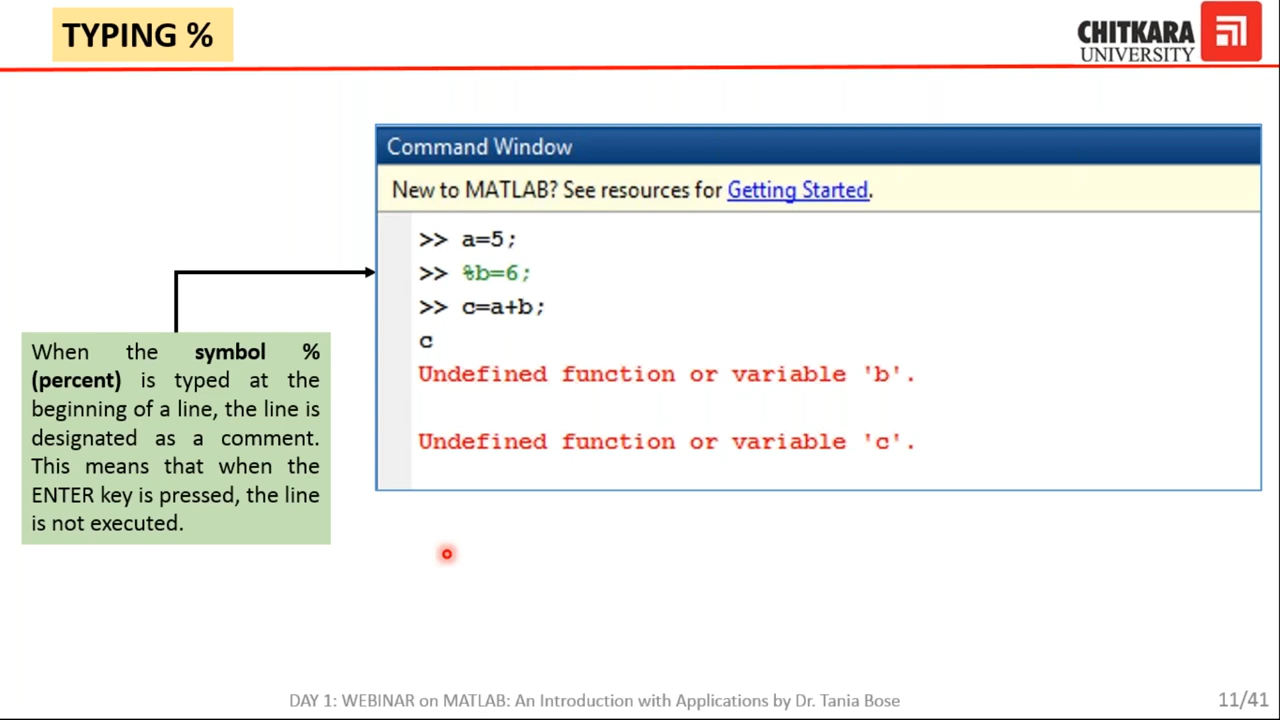 TYPING %
CHITKARA
UNIVERSITY
Command Window
New to MATLAB? See resources for Getting Started.
>> a=5;
>> %b=6;
>> c=a+b;
c
Undefined function or variable 'b'.
Undefined function or variable 'c'.
When the symbol %
(percent) is typed at the
beginning of a line, the line is
designated as a comment.
This means that when the
ENTER key is pressed, the line
is not executed.
DAY 1: WEBINAR on MATLAB: An Introduction with Applications by Dr. Tania Bose
11/41